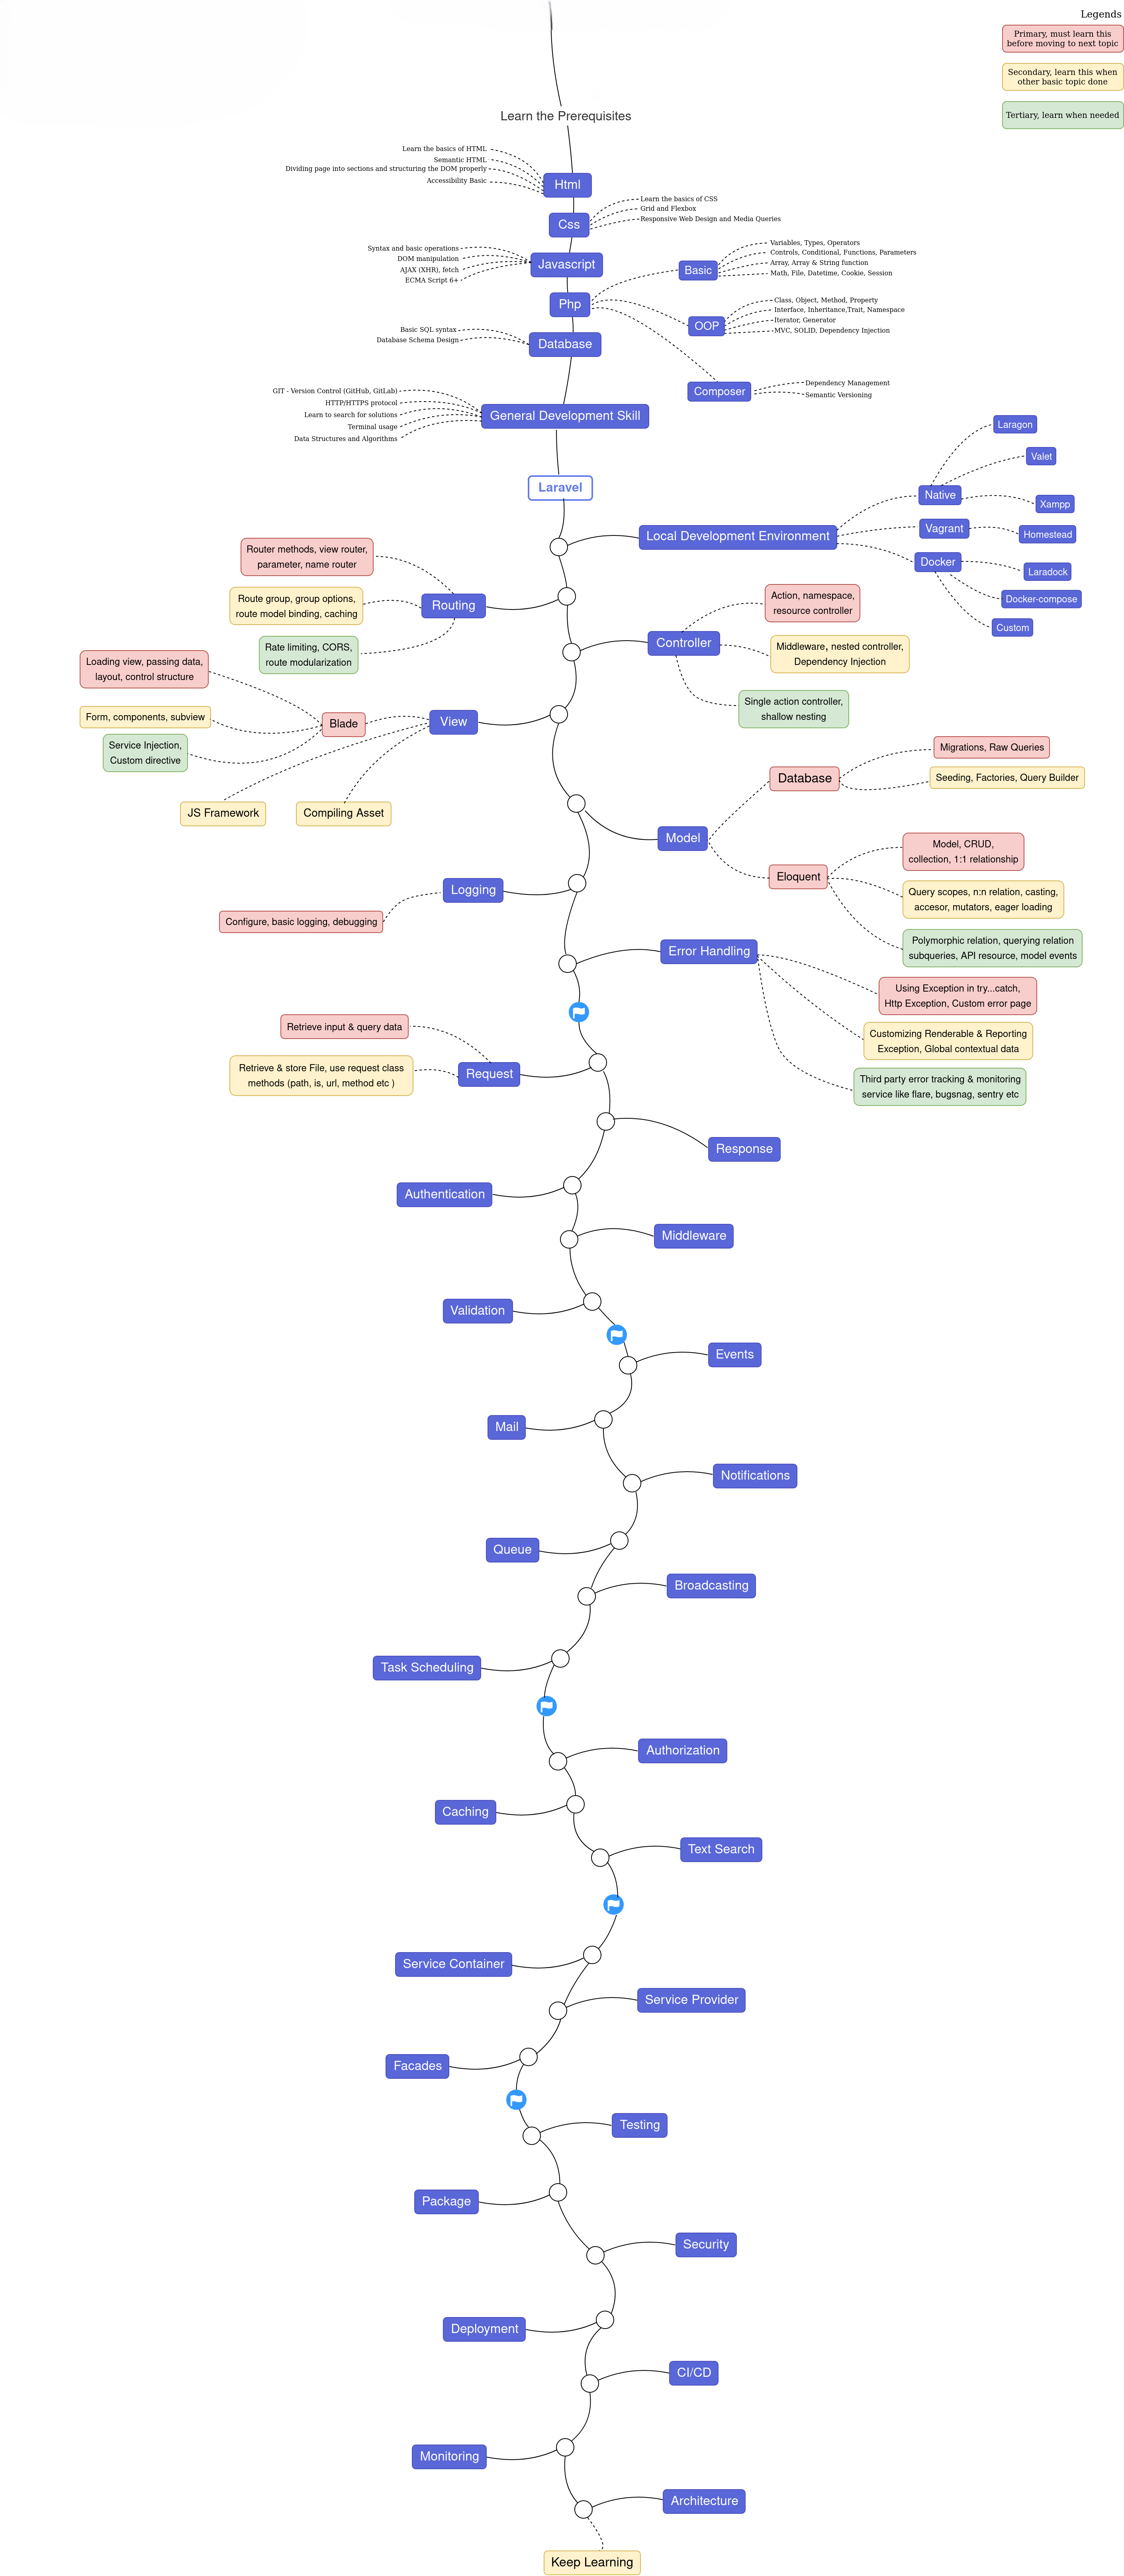 Legends
Primary, must learn this
before moving to next topic
Secondary, learn this when
other basic topic done
Tertiary, learn when needed
Learn the Prerequisites
Learn the basics of HTML
Semantic HTML
Dividing page into sections and structuring the DOM properly
Accessibility Basic
Html
Css
Learn the basics of CSS
Grid and Flexbox
Responsive Web Design and Media Queries
Syntax and basic operations
DOM manipulation
AJAX (XHR), fetch
ECMA Script 6+
Javascript
Php
Basic
Variables, Types, Operators
Controls, Conditional, Functions, Parameters
Array, Array & String function
Math, File, Datetime, Cookie, Session
OOP
Class, Object, Method, Property
Interface, Inheritance,Trait, Namespace
Iterator, Generator
MVC, SOLID, Dependency Injection
Composer
Dependency Management
Semantic Versioning
Basic SQL syntax
Database Schema Design
Database
GIT - Version Control (GitHub, GitLab)
HTTP/HTTPS protocol
Learn to search for solutions
Terminal usage
Data Structures and Algorithms
General Development Skill
Laravel
Local Development Environment
Native
Laragon
Valet
Xampp
Vagrant
Homestead
Docker
Laradock
Docker-compose
Custom
Router methods, view router,
parameter, name router
Route group, group options,
route model binding, caching
Rate limiting, CORS,
route modularization
Routing
Controller
Action, namespace,
resource controller
Middleware, nested controller,
Dependency Injection
Single action controller,
shallow nesting
Loading view, passing data,
layout, control structure
Form, components, subview
Service Injection,
Custom directive
Blade
View
JS Framework
Compiling Asset
Model
Database
Migrations, Raw Queries
Seeding, Factories, Query Builder
Eloquent
Model, CRUD,
collection, 1:1 relationship
Query scopes, n:n relation, casting,
accesor, mutators, eager loading
Polymorphic relation, querying relation
subqueries, API resource, model events
Logging
Configure, basic logging, debugging
Error Handling
Using Exception in try...catch,
Http Exception, Custom error page
Customizing Renderable & Reporting
Exception, Global contextual data
Third party error tracking & monitoring
service like flare, bugsnag, sentry etc
Retrieve input & query data
Retrieve & store File, use request class
methods (path, is, url, method etc )
Request
Response
Authentication
Middleware
Validation
Events
Mail
Notifications
Queue
Broadcasting
Task Scheduling
Authorization
Caching
Text Search
Service Container
Service Provider
Facades
Testing
Package
Security
Deployment
CI/CD
Monitoring
Architecture
Keep Learning